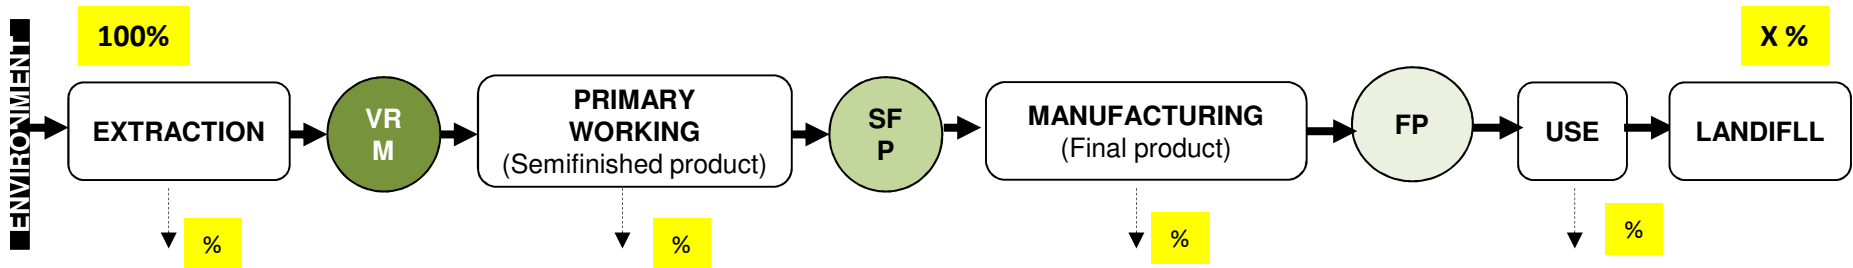 ENVIRONMENT
100%
EXTRACTION
%
VR
M
PRIMARY
WORKING
(Semifinished product)
%
SF
P
MANUFACTURING
(Final product)
%
FP
USE
%
X %
LANDIFLL